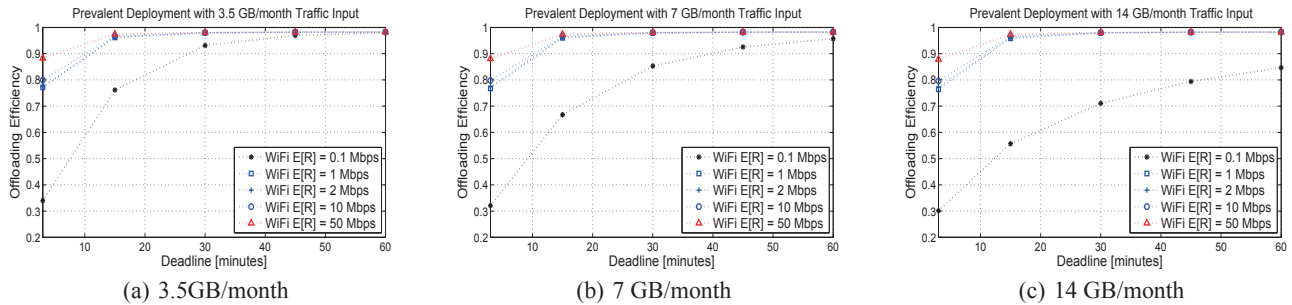 Prevalent Deployment with 3.5 GB/month Traffic Input
1
0.9
0.8
0.7
0.6
0.5
0.4
0.3
0.2
Offloading Efficiency
10 20 30 40 50 60
Deadline [minutes]
WiFi E[R] = 0.1 Mbps
WiFi E[R] = 1 Mbps
WiFi E[R] = 2 Mbps
WiFi E[R] = 10 Mbps
WiFi E[R] = 50 Mbps
(a) 3.5GB/month
Prevalent Deployment with 7 GB/month Traffic Input
1
0.9
0.8
0.7
0.6
0.5
0.4
0.3
0.2
Offloading Efficiency
10 20 30 40 50 60
Deadline [minutes]
WiFi E[R] = 0.1 Mbps
WiFi E[R] = 1 Mbps
WiFi E[R] = 2 Mbps
WiFi E[R] = 10 Mbps
WiFi E[R] = 50 Mbps
(b) 7 GB/month
Prevalent Deployment with 14 GB/month Traffic Input
1
0.9
0.8
0.7
0.6
0.5
0.4
0.3
0.2
Offloading Efficiency
10 20 30 40 50 60
Deadline [minutes]
WiFi E[R] = 0.1 Mbps
WiFi E[R] = 1 Mbps
WiFi E[R] = 2 Mbps
WiFi E[R] = 10 Mbps
WiFi E[R] = 50 Mbps
(c) 14 GB/month